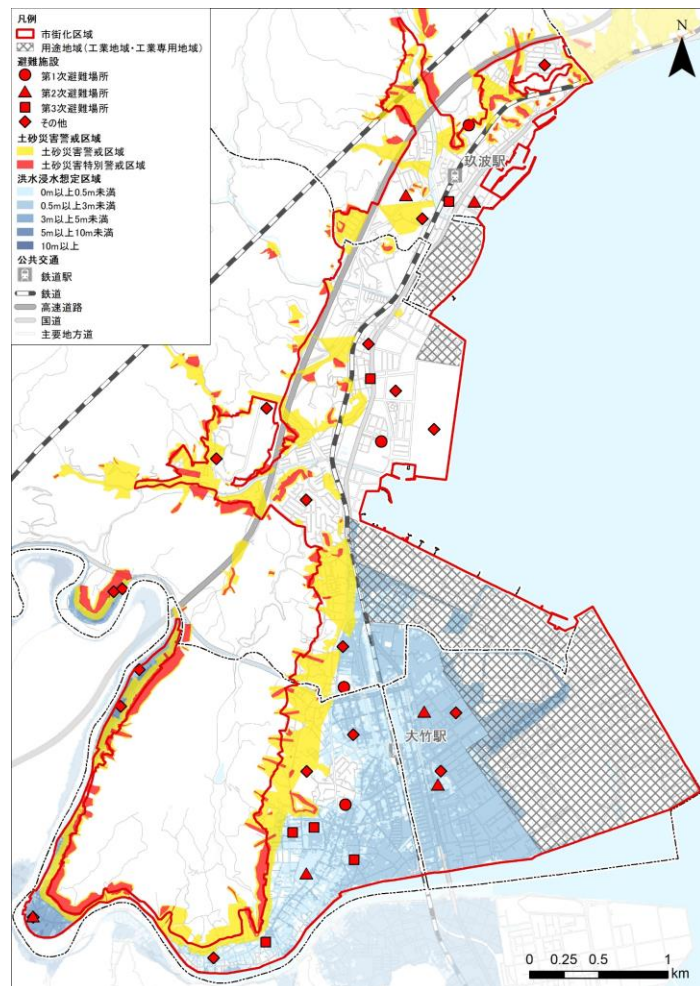 凡例
市街化区域
用途地域(工業地域・工業専用地域)
避難施設
第1次避難場所
第2次避難場所
第3次避難場所
その他
土砂災害警戒区域
土砂災害警戒区域
土砂災害特別警戒区域
洪水浸水想定区域
0m以上0.5m未満
0.5m以上3m未満
3m以上5m未満
5m以上10m未満
10m以上
公共交通
鉄道駅
鉄道
高速道路
国道
主要地方道
N
玖波駅
大竹駅
0 0.25 0.5 1
km